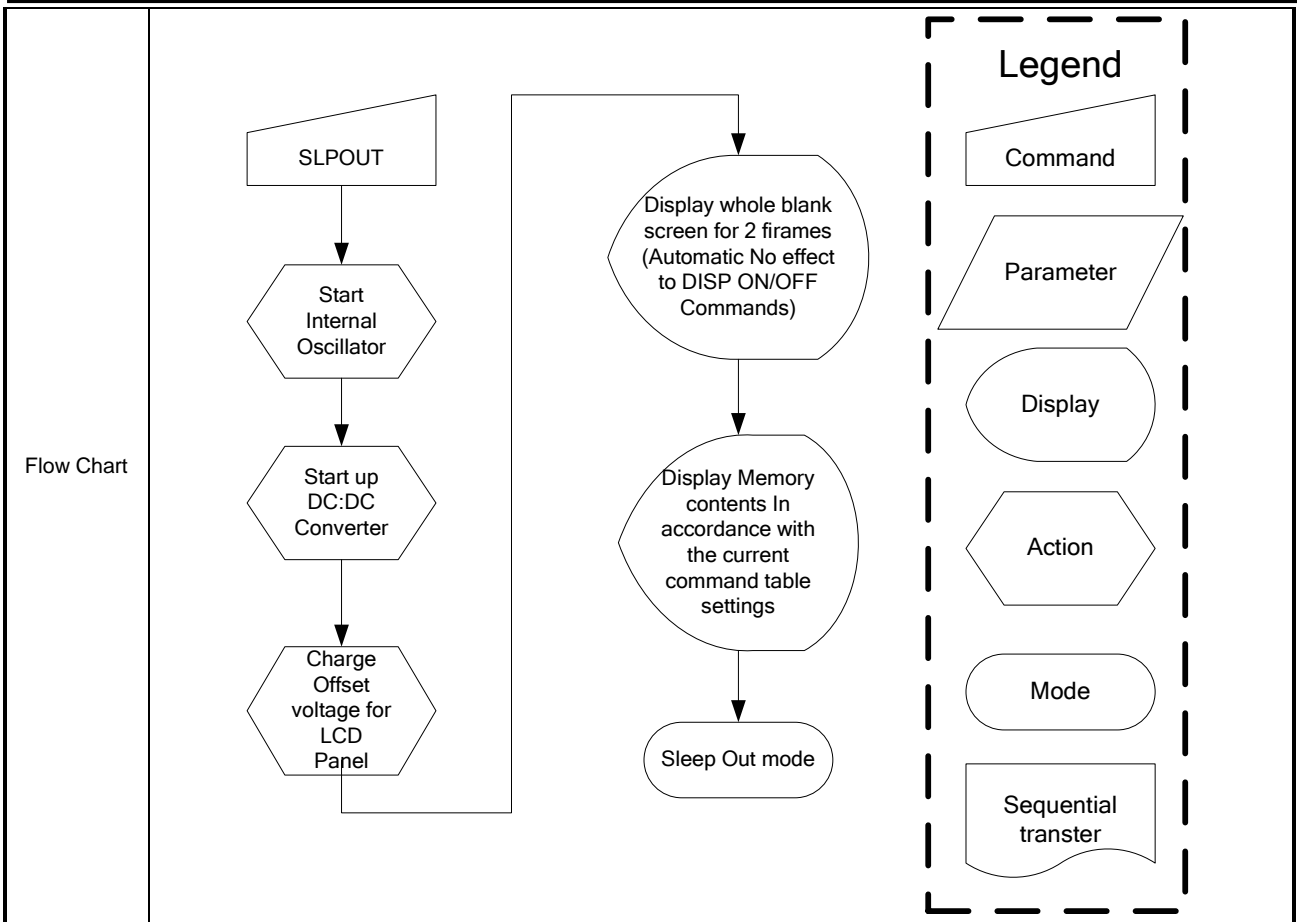 Flow Chart
SLPOUT
Start
Internal
Oscillator
Start up
DC:DC
Converter
Charge
Offset
voltage for
LCD
Panel
Display whole blank
screen for 2 firames
(Automatic No effect
to DISP ON/OFF
Commands)
Display Memory
contents In
accordance with
the current
command table
settings
Sleep Out mode
Legend
Command
Parameter
Display
Action
Mode
Sequential
transter